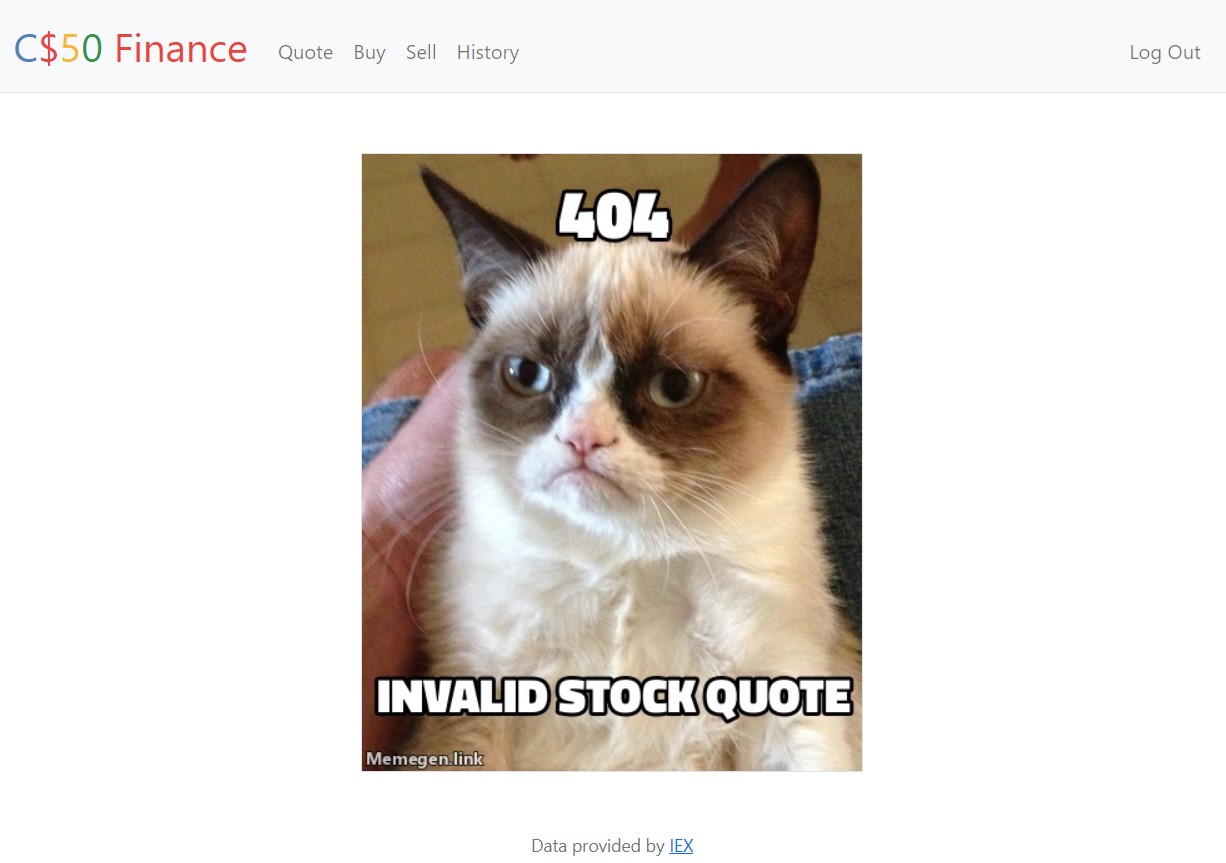 C$50 Finance Quote Buy Sell History Log Out
404
INVALID STOCK QUOTE
Memegen.link
Data provided by IEX